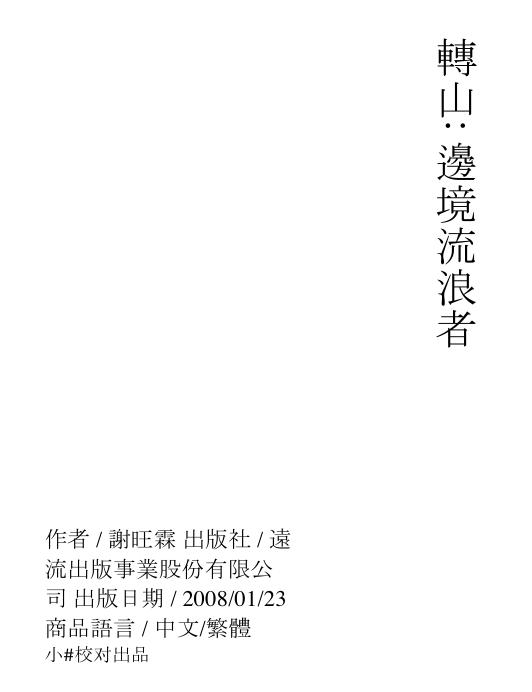 轉山：邊境流浪者
作者 / 謝旺霖 出版社 / 遠
流出版事業股份有限公
司 出版日期 / 2008/01/23
商品語言 / 中文/繁體
小#校对出品